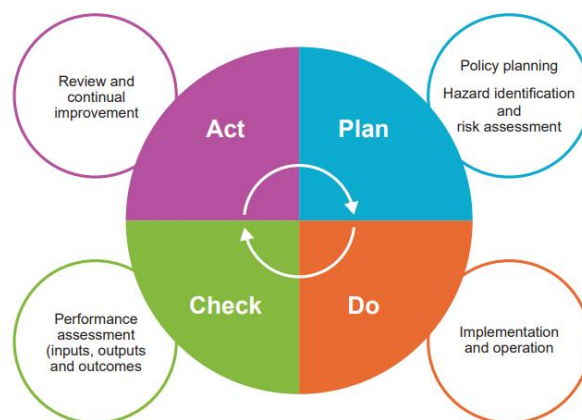 Review and
continual
improvement
Act
Plan
Policy planning
Hazard identification
and
risk assessment
Check
Do
Performance
assessment
(inputs, outputs
and outcomes
Implementation
and operation